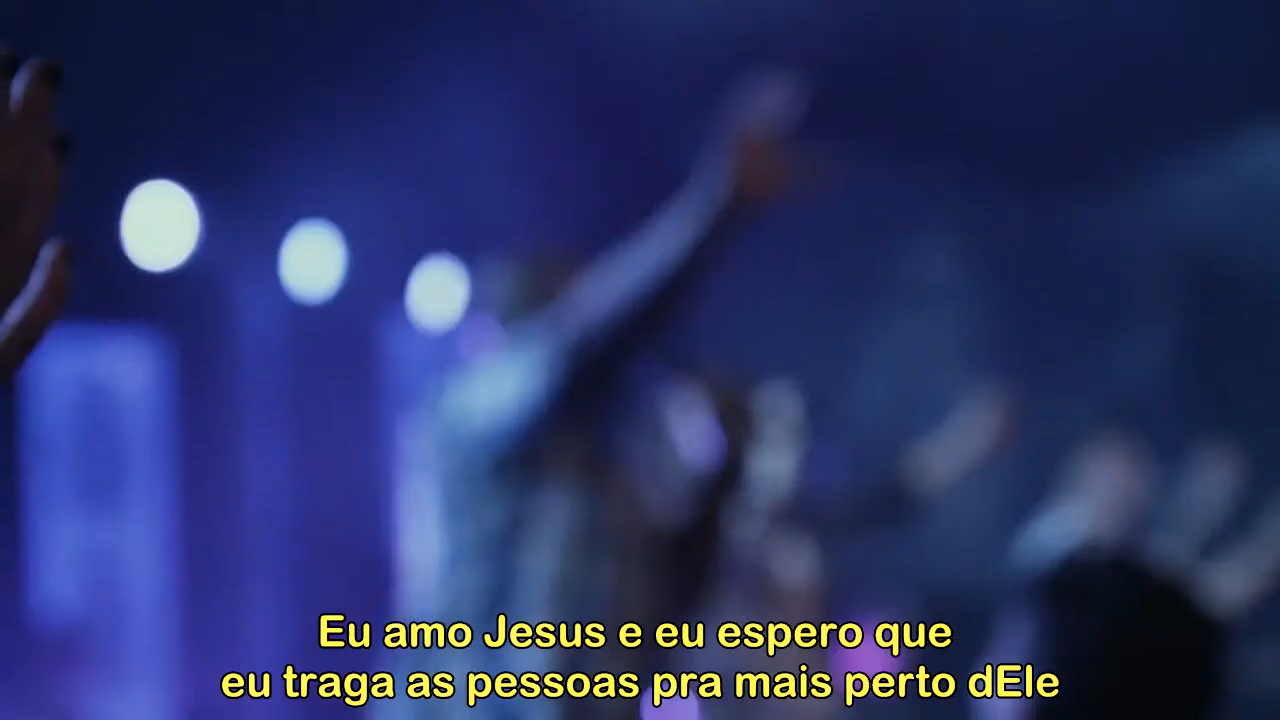 Eu amo Jesus e eu espero que
eu traga as pessoas pra mais perto dEle